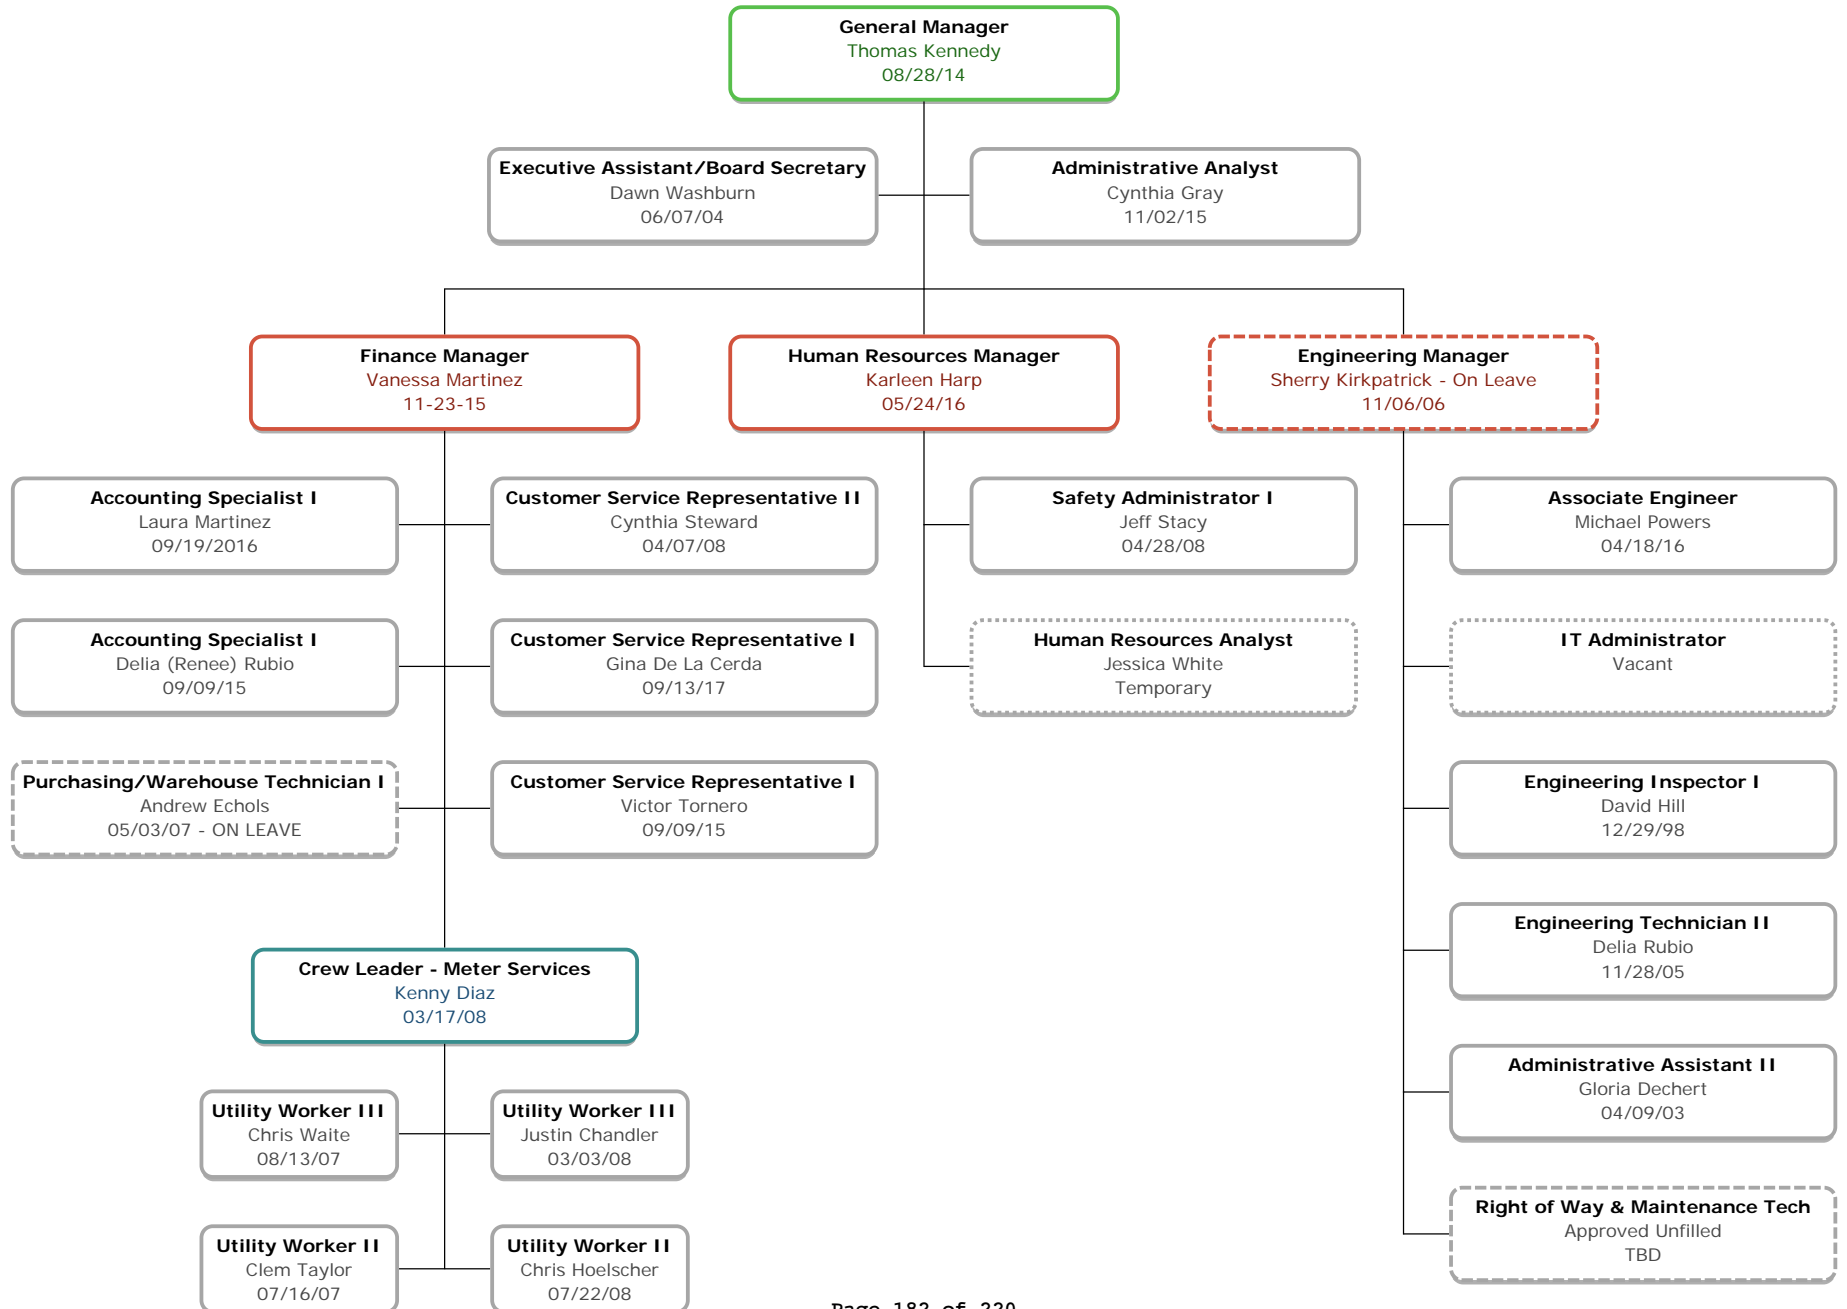 General Manager
Thomas Kennedy
08/28/14
Executive Assistant/Board Secretary
Dawn Washburn
06/07/04
Administrative Analyst
Cynthia Gray
11/02/15
Finance Manager
Vanessa Martinez
11-23-15
Human Resources Manager
Karleen Harp
05/24/16
Engineering Manager
Sherry Kirkpatrick - On Leave
11/06/06
Accounting Specialist I
Laura Martinez
09/19/2016
Customer Service Representative II
Cynthia Steward
04/07/08
Safety Administrator I
Jeff Stacy
04/28/08
Associate Engineer
Michael Powers
04/18/16
Accounting Specialist I
Delia (Renee) Rubio
09/09/15
Customer Service Representative I
Gina De La Cerda
09/13/17
Human Resources Analyst
Jessica White
Temporary
IT Administrator
Vacant
Purchasing/Warehouse Technician I
Andrew Echols
05/03/07 - ON LEAVE
Customer Service Representative I
Victor Tornero
09/09/15
Engineering Inspector I
David Hill
12/29/98
Engineering Technician II
Delia Rubio
11/28/05
Crew Leader - Meter Services
Kenny Diaz
03/17/08
Administrative Assistant II
Gloria Dechert
04/09/03
Utility Worker III
Chris Waite
08/13/07
Utility Worker III
Justin Chandler
03/03/08
Right of Way & Maintenance Tech
Approved Unfilled
TBD
Utility Worker II
Clem Taylor
07/16/07
Utility Worker II
Chris Hoelscher
07/22/08
Page 182 of 220